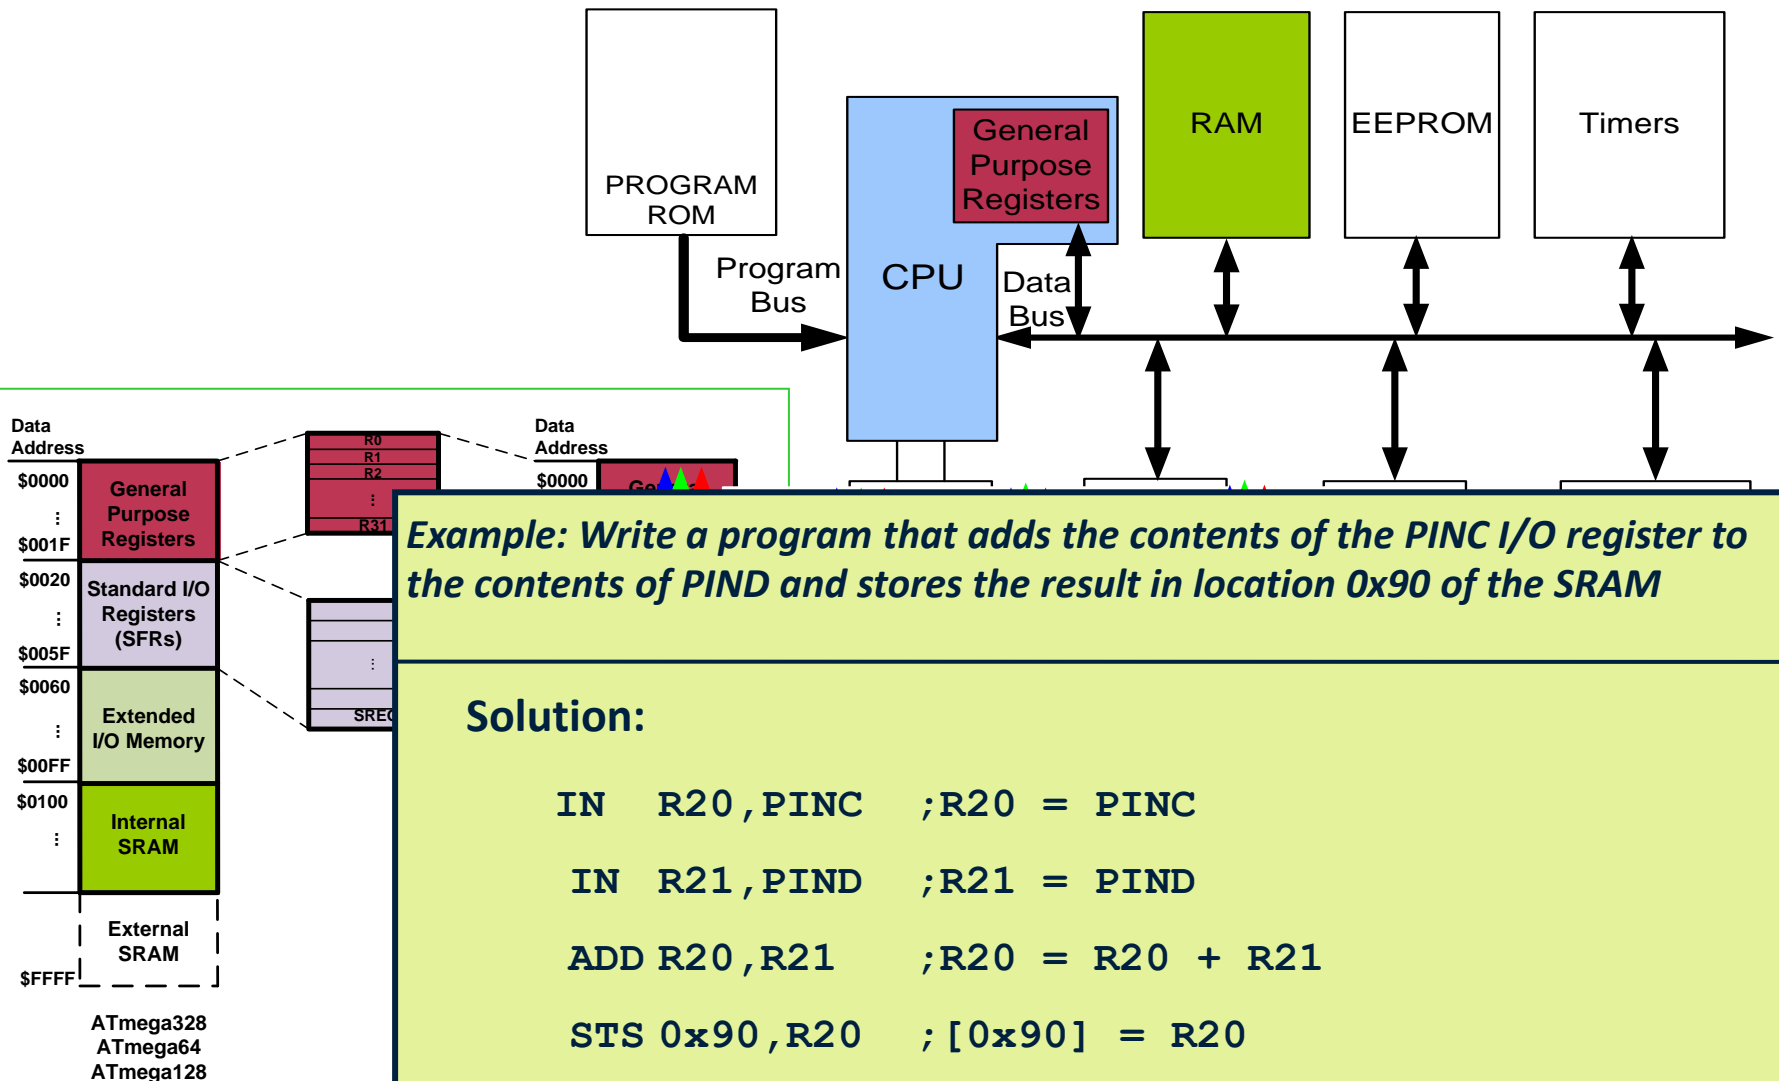 PROGRAM
ROM
Program
Bus
CPU
General
Purpose
Registers
Data
Bus
RAM
EEPROM
Timers
Data
Address
$0000
$001F
$0020
$005F
$0060
$00FF
$0100
$FFFF
General
Purpose
Registers
Standard I/O
Registers
(SFRs)
Extended
I/O Memory
Internal
SRAM
External
SRAM
ATmega328
ATmega64
ATmega128
R0
R1
R2
R31
Data
Address
$0000
Example: Write a program that adds the contents of the PINC I/O register to
the contents of PIND and stores the result in location 0x90 of the SRAM
Solution:
IN R20,PINC ;R20 = PINC
IN R21,PIND ;R21 = PIND
ADD R20,R21 ;R20 = R20 + R21
STS 0x90,R20 ;[0x90] = R20